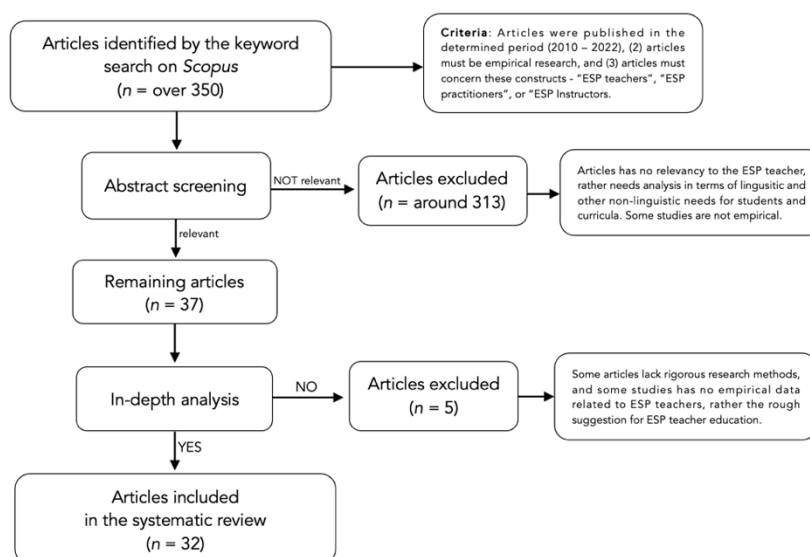 Articles identified by the keyword
search on Scopus
(n = over 350)
Criteria: Articles were published in the
determined period (2010 – 2022), (2) articles
must be empirical research, and (3) articles must
concern these constructs - "ESP teachers", "ESP
practitioners", or "ESP Instructors.
Abstract screening
NOT relevant
Articles excluded
(n = around 313)
Articles has no relevancy to the ESP teacher,
rather needs analysis in terms of lingusitic and
other non-linguistic needs for students and
curricula. Some studies are not empirical.
relevant
Remaining articles
(n = 37)
In-depth analysis
NO
Articles excluded
(n = 5)
Some articles lack rigorous research methods,
and some studies has no empirical data
related to ESP teachers, rather the rough
suggestion for ESP teacher education.
YES
Articles included
in the systematic review
(n = 32)